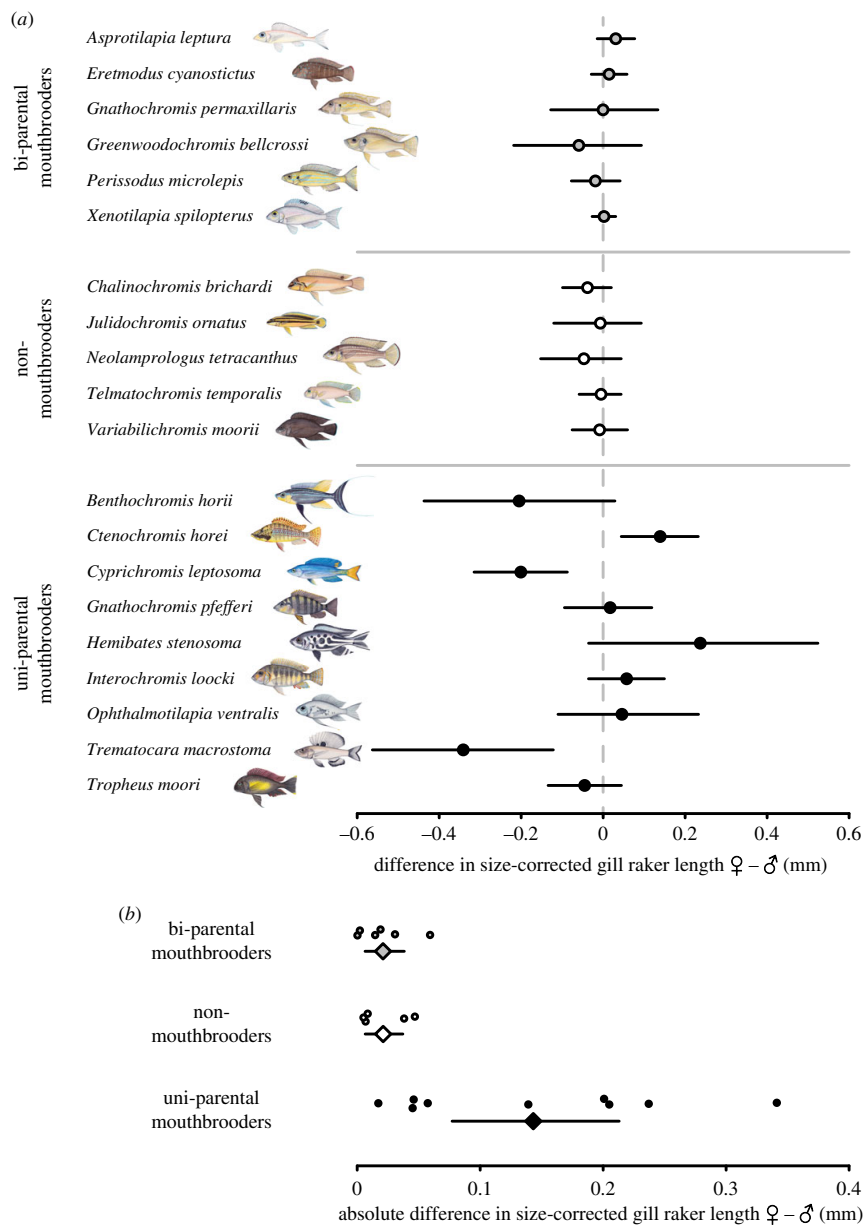 (a)
bi-parental
mouthbrooders
Asprotilapia leptura
Eretmodus cyanostictus
Gnathochromis permaxillaris
Greenwoodochromis bellcrossi
Perissodus microlepis
Xenotilapia spilopterus
non-
mouthbrooders
Chalinochromis brichardi
Julidochromis ornatus
Neolamprologus tetracanthus
Telmatochromis temporalis
Variabilichromis moorii
uni-parental
mouthbrooders
Benthochromis horii
Ctenochromis horei
Cyprichromis leptosoma
Gnathochromis pfefferi
Hemibates stenosoma
Interochromis loocki
Ophthalmotilapia ventralis
Trematocara macrostoma
Tropheus moori
–0.6 –0.4 –0.2 0 0.2 0.4 0.6
difference in size-corrected gill raker length ♀ – ♂ (mm)
(b)
bi-parental
mouthbrooders
non-
mouthbrooders
uni-parental
mouthbrooders
0 0.1 0.2 0.3 0.4
absolute difference in size-corrected gill raker length ♀ – ♂ (mm)